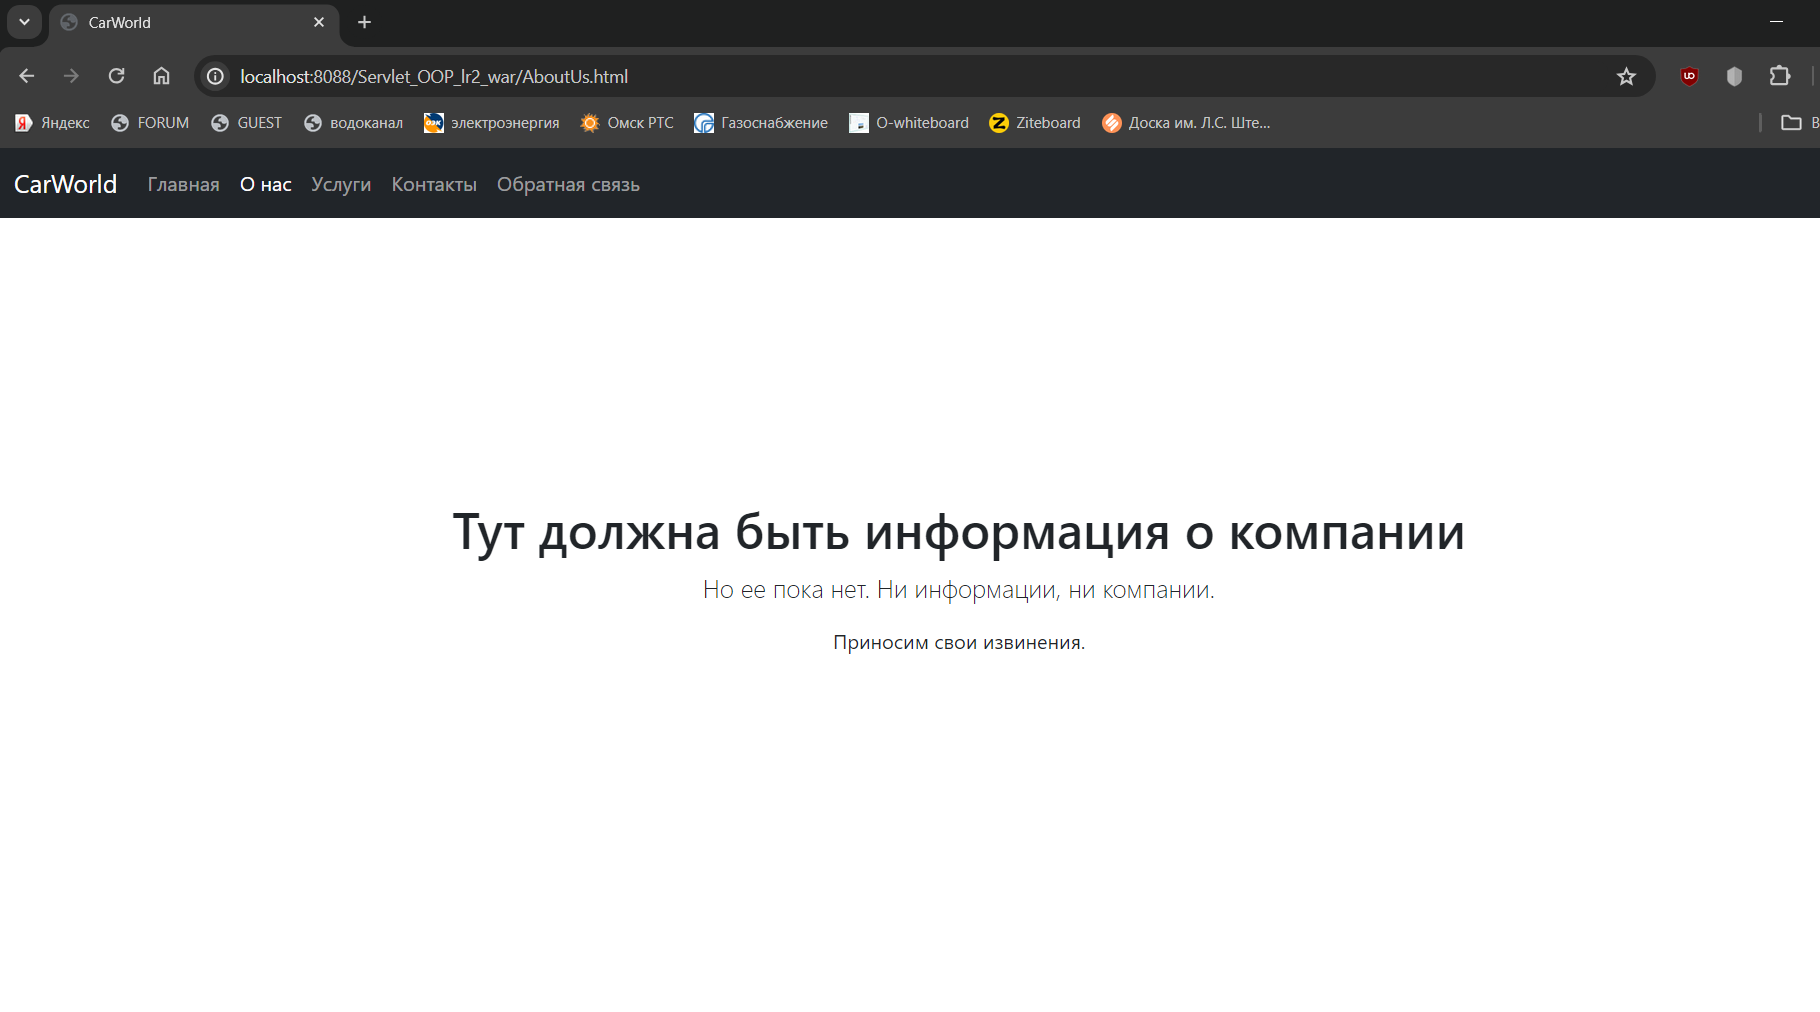 CarWorld
localhost:8088/Servlet_OOP_lr2_war/AboutUs.html
Яндекс FORUM GUEST водоканал электроэнергия Омск РТС Газоснабжение O-whiteboard Ziteboard Доска им. Л.С. Ште...
CarWorld Главная О нас Услуги Контакты Обратная связь
Тут должна быть информация о компании
Но ее пока нет. Ни информации, ни компании.
Приносим свои извинения.